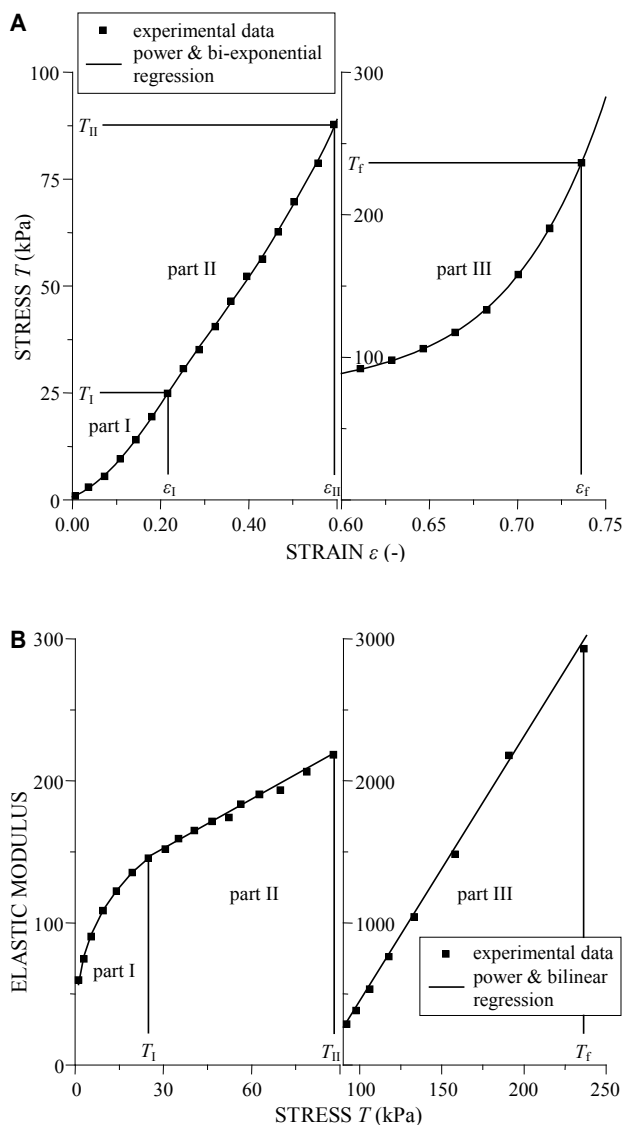 A
experimental data
power & bi-exponential
regression
100
75
50
25
0
STRESS T (kPa)
T_II
T_I
part I
part II
ε_I
ε_II
0.00
0.20
0.40
300
200
100
T_f
part III
ε_f
0.60
0.65
0.70
0.75
STRAIN ε (-)
B
300
200
100
0
ELASTIC MODULUS
part I
part II
T_I
T_II
0
30
60
3000
2000
1000
part III
experimental data
power & bilinear
regression
T_f
100
150
200
250
STRESS T (kPa)